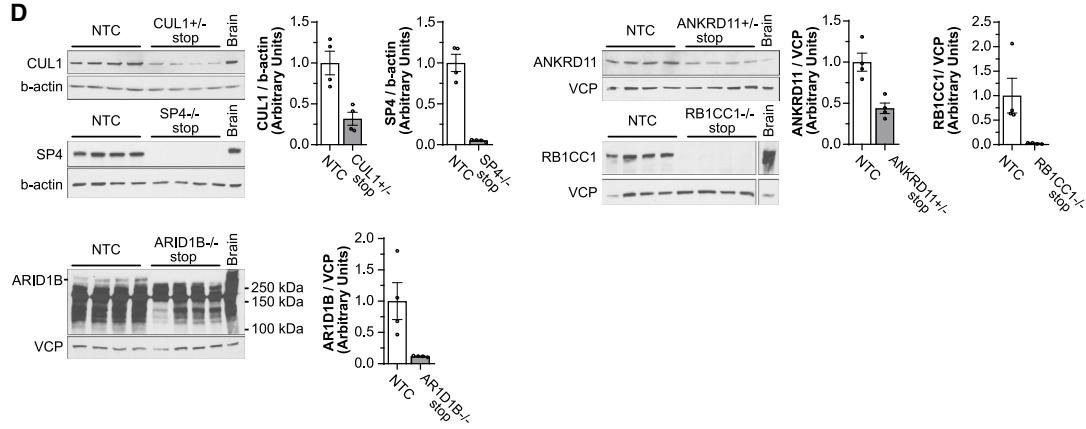 D
NTC
CUL1+/-
stop
Brain
CUL1
b-actin
NTC
SP4-/-
stop
Brain
SP4
b-actin
CUL1 / b-actin
(Arbitrary Units)
1.5
1.0
0.5
0.0
NTC
CUL1+/-
stop
SP4 / b-actin
(Arbitrary Units)
1.5
1.0
0.5
0.0
NTC
SP4-/-
stop
NTC
ANKRD11+/-
stop
Brain
ANKRD11
VCP
NTC
RB1CC1-/-
stop
Brain
RB1CC1
VCP
ANKRD11 / VCP
(Arbitrary Units)
1.5
1.0
0.5
0.0
NTC
ANKRD11+/-
stop
RB1CC1/ VCP
(Arbitrary Units)
2.5
2.0
1.5
1.0
0.5
0.0
NTC
RB1CC1-/-
stop
NTC
ARID1B-/-
stop
Brain
ARID1B
250 kDa
150 kDa
100 kDa
VCP
AR1D1B / VCP
(Arbitrary Units)
2.0
1.5
1.0
0.5
0.0
NTC
AR1D1B-/-
stop